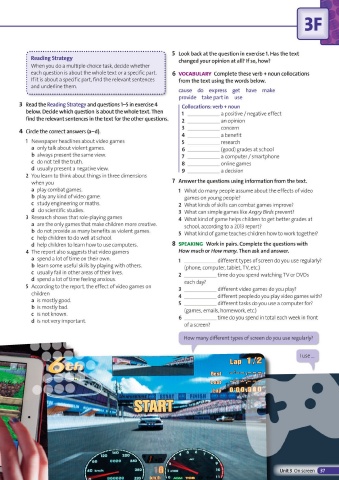 3F
Reading Strategy
When you do a multiple-choice task, decide whether
each question is about the whole text or a specific part.
If it is about a specific part, find the relevant sentences
and underline them.
3 Read the Reading Strategy and questions 1–5 in exercise 4
below. Decide which question is about the whole text. Then
find the relevant sentences in the text for the other questions.
4 Circle the correct answers (a–d).
1 Newspaper headlines about video games
a only talk about violent games.
b always present the same view.
c do not tell the truth.
d usually present a negative view.
2 You learn to think about things in three dimensions
when you
a play combat games.
b play any kind of video game
c study engineering or maths.
d do scientific studies.
3 Research shows that role-playing games
a are the only games that make children more creative.
b do not provide as many benefits as violent games.
c help children to do well at school.
d help children to learn how to use computers.
4 The report also suggests that video gamers
a spend a lot of time on their own.
b learn some useful skills by playing with others.
c usually fail in other areas of their lives.
d spend a lot of time feeling anxious.
5 According to the report, the effect of video games on
children
a is mostly good.
b is mostly bad.
c is not known.
d is not very important.
5 Look back at the question in exercise 1. Has the text
changed your opinion at all? If so, how?
6 VOCABULARY Complete these verb + noun collocations
from the text using the words below.
cause do express get have make
provide take part in use
Collocations: verb + noun
1 ________ a positive / negative effect
2 ________ an opinion
3 ________ concern
4 ________ a benefit
5 ________ research
6 ________ (good) grades at school
7 ________ a computer / smartphone
8 ________ online games
9 ________ a decision
7 Answer the questions using information from the text.
1 What do many people assume about the effects of video
games on young people?
2 What kinds of skills can combat games improve?
3 What can simple games like Angry Birds prevent?
4 What kind of game helps children to get better grades at
school, according to a 2013 report?
5 What kind of game teaches children how to work together?
8 SPEAKING Work in pairs. Complete the questions with
How much or How many. Then ask and answer.
1 ________ different types of screen do you use regularly?
(phone, computer, tablet, TV, etc.)
2 ________ time do you spend watching TV or DVDs
each day?
3 ________ different video games do you play?
4 ________ different people do you play video games with?
5 ________ different tasks do you use a computer for?
(games, emails, homework, etc.)
6 ________ time do you spend in total each week in front
of a screen?
How many different types of screen do you use regularly?
I use...
6th
Lap 1/2
START
Unit 3 On screen 37